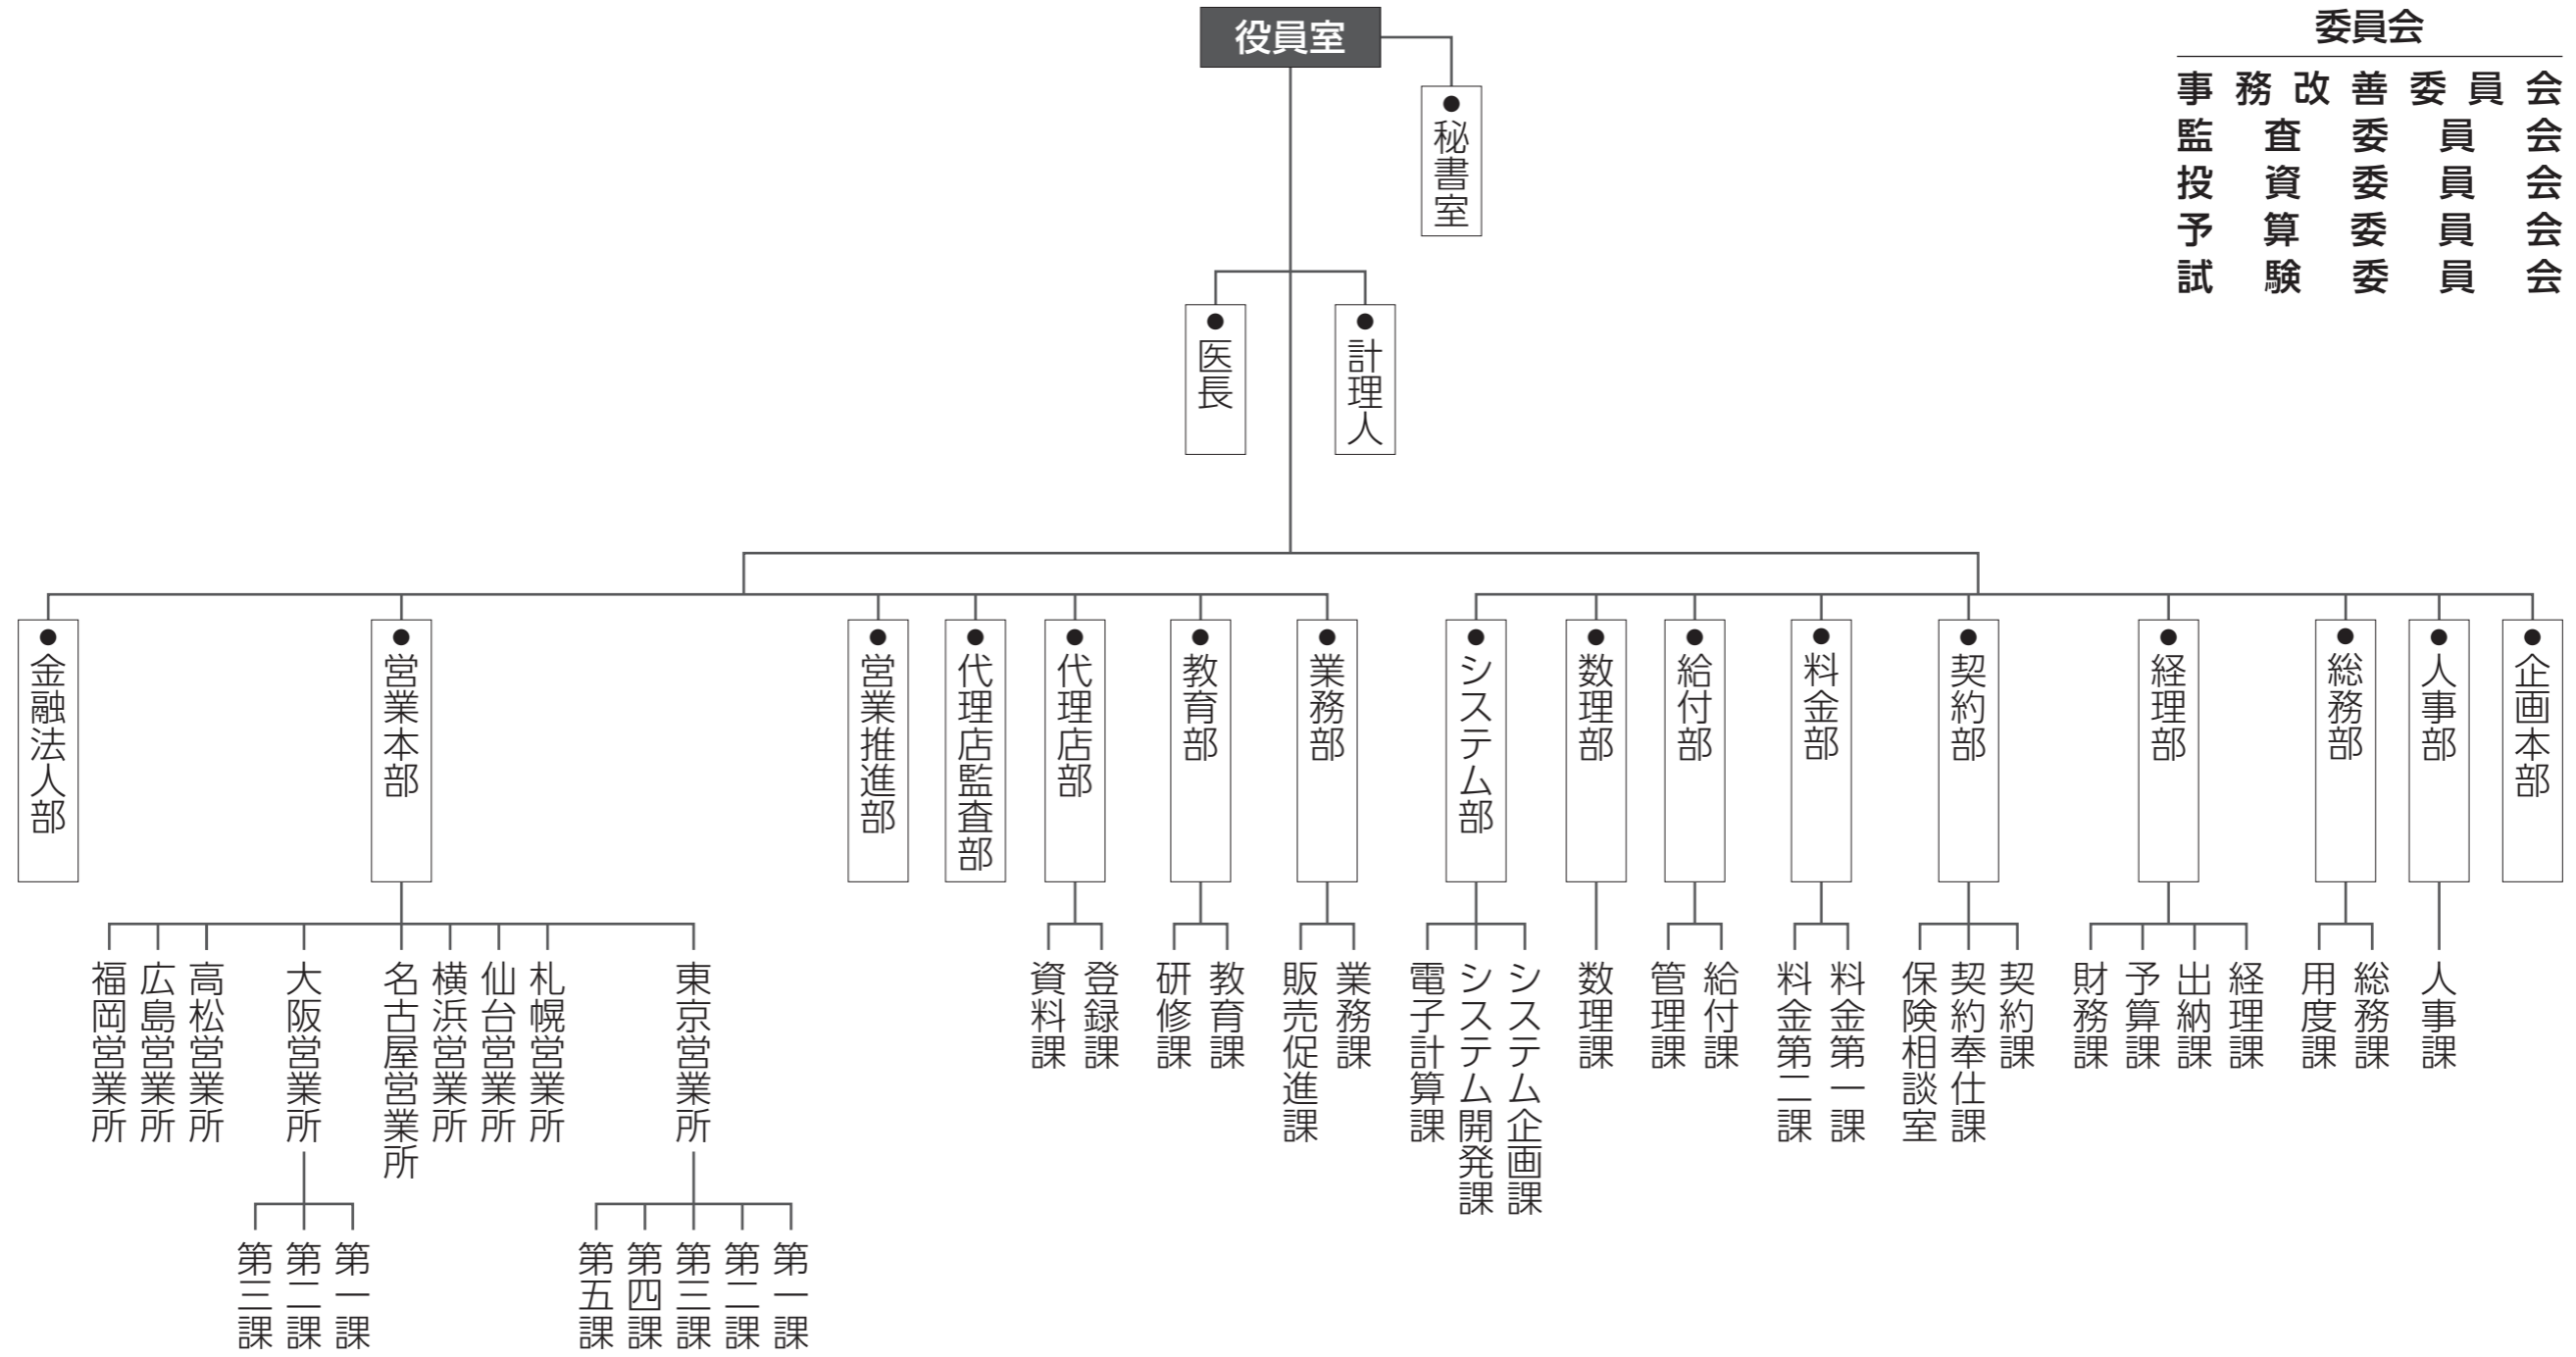 役員室
委員会
事務改善委員会
監査委員会
投資委員会
予算委員会
試験委員会
●秘書室
●計理人
●医長
●企画本部
●人事部
●総務部
●経理部
●契約部
●料金部
●給付部
●数理部
●システム部
●業務部
●教育部
●代理店部
●代理店監査部
●営業推進部
●営業本部
●金融法人部
人事課
総務課
用度課
経理課
出納課
予算課
財務課
契約課
契約奉仕課
保険相談室
料金第一課
料金第二課
給付課
管理課
数理課
システム企画課
システム開発課
電子計算課
業務課
販売促進課
教育課
研修課
登録課
資料課
東京営業所
札幌営業所
仙台営業所
横浜営業所
名古屋営業所
大阪営業所
高松営業所
広島営業所
福岡営業所
第一課
第二課
第三課
第四課
第五課
第一課
第二課
第三課